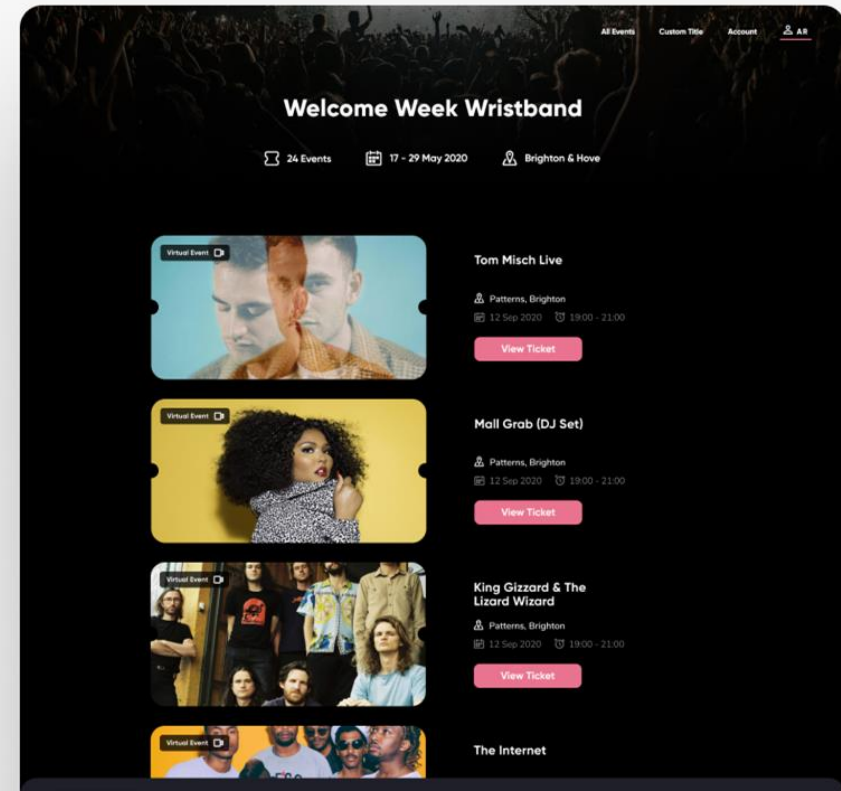 All Events Custom Title Account AR
Welcome Week Wristband
24 Events 17 - 29 May 2020 Brighton & Hove
Virtual Event
Tom Misch Live
Patterns, Brighton
12 Sep 2020 19:00 - 21:00
View Ticket
Virtual Event
Mall Grab (DJ Set)
Patterns, Brighton
12 Sep 2020 19:00 - 21:00
View Ticket
Virtual Event
King Gizzard & The
Lizard Wizard
Patterns, Brighton
12 Sep 2020 19:00 - 21:00
View Ticket
Virtual Event
The Internet